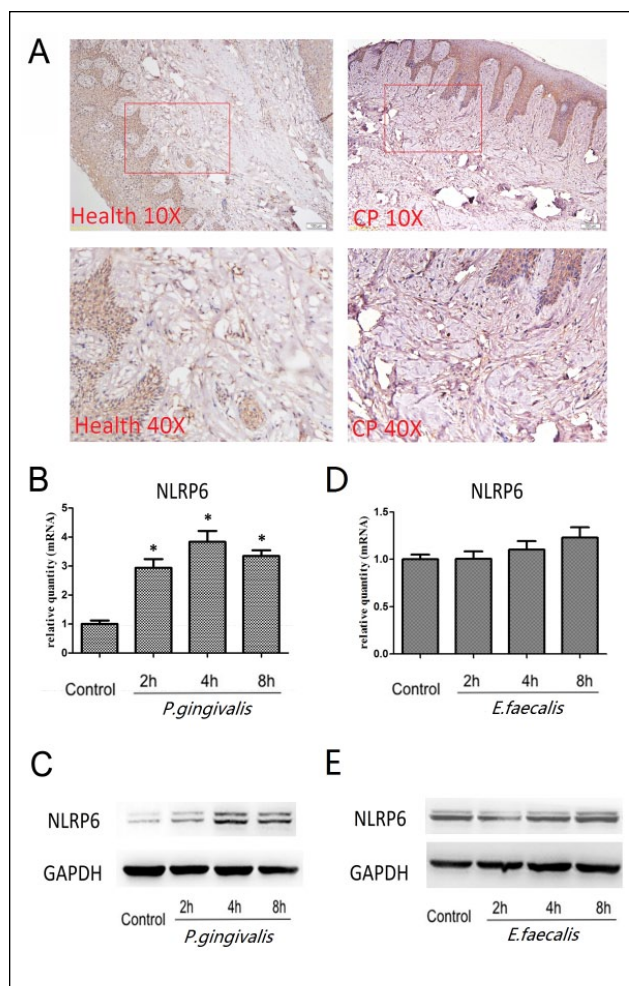 A
Health 10X
CP 10X
Health 40X
CP 40X
B
NLRP6
relative quantity (mRNA)
5
4
3
2
1
0
*
*
*
Control
2h
4h
8h
P.gingivalis
D
NLRP6
relative quantity (mRNA)
1.5
1.0
0.5
0.0
Control
2h
4h
8h
E.faecalis
C
NLRP6
GAPDH
Control
2h
4h
8h
P.gingivalis
E
NLRP6
GAPDH
Control
2h
4h
8h
E.faecalis